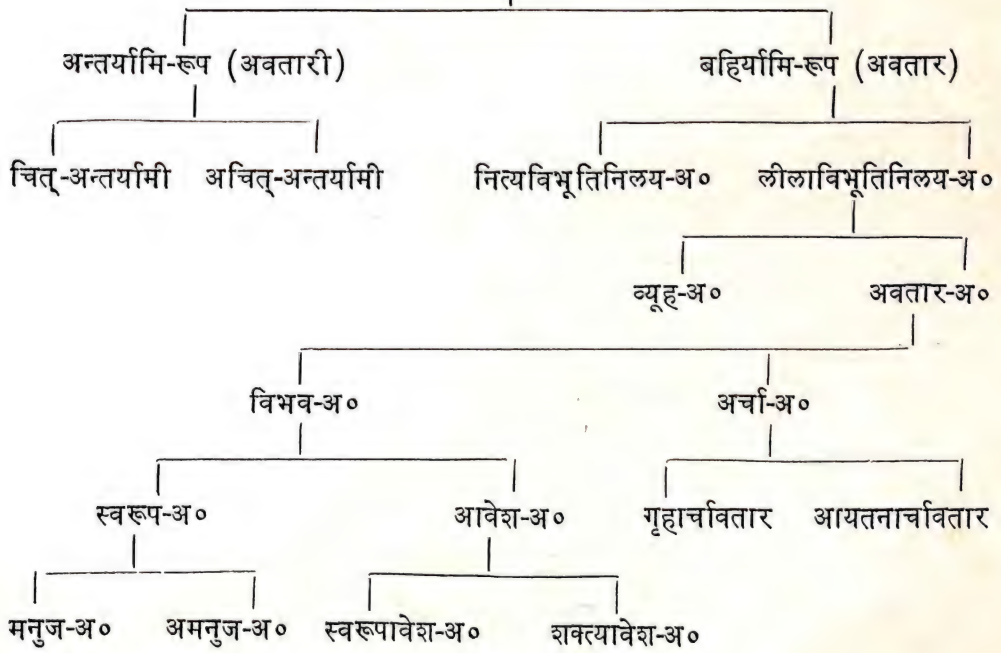 अन्तर्यामि-रूप (अवतारी) बहिर्यामि-रूप (अवतार)
चित्-अन्तर्यामी अचित्-अन्तर्यामी नित्यविभूतिनिलय-अ० लीलाविभूतिनिलय-अ०
व्यूह-अ० अवतार-अ०
विभव-अ० अर्चा-अ०
स्वरूप-अ० आवेश-अ० गृहार्चावतार आयतनार्चावतार
मनुज-अ० अमनुज-अ० स्वरूपावेश-अ० शक्त्यावेश-अ०